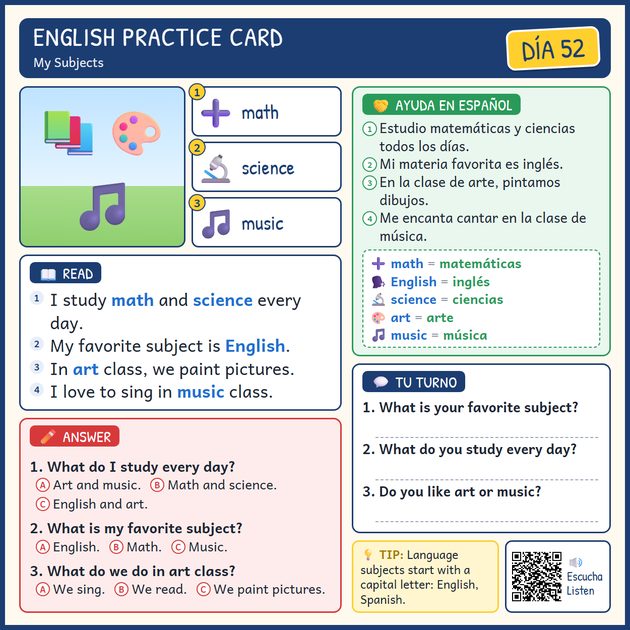 ENGLISH PRACTICE CARD
My Subjects
DÍA 52
1
math
2
science
3
music
READ
1 I study math and science every
day.
2 My favorite subject is English.
3 In art class, we paint pictures.
4 I love to sing in music class.
ANSWER
1. What do I study every day?
A Art and music. B Math and science.
C English and art.
2. What is my favorite subject?
A English. B Math. C Music.
3. What do we do in art class?
A We sing. B We read. C We paint pictures.
AYUDA EN ESPAÑOL
1 Estudio matemáticas y ciencias
todos los días.
2 Mi materia favorita es inglés.
3 En la clase de arte, pintamos
dibujos.
4 Me encanta cantar en la clase de
música.
math = matemáticas
English = inglés
science = ciencias
art = arte
music = música
TU TURNO
1. What is your favorite subject?
2. What do you study every day?
3. Do you like art or music?
TIP: Language
subjects start with a
capital letter: English,
Spanish.
Escucha
Listen